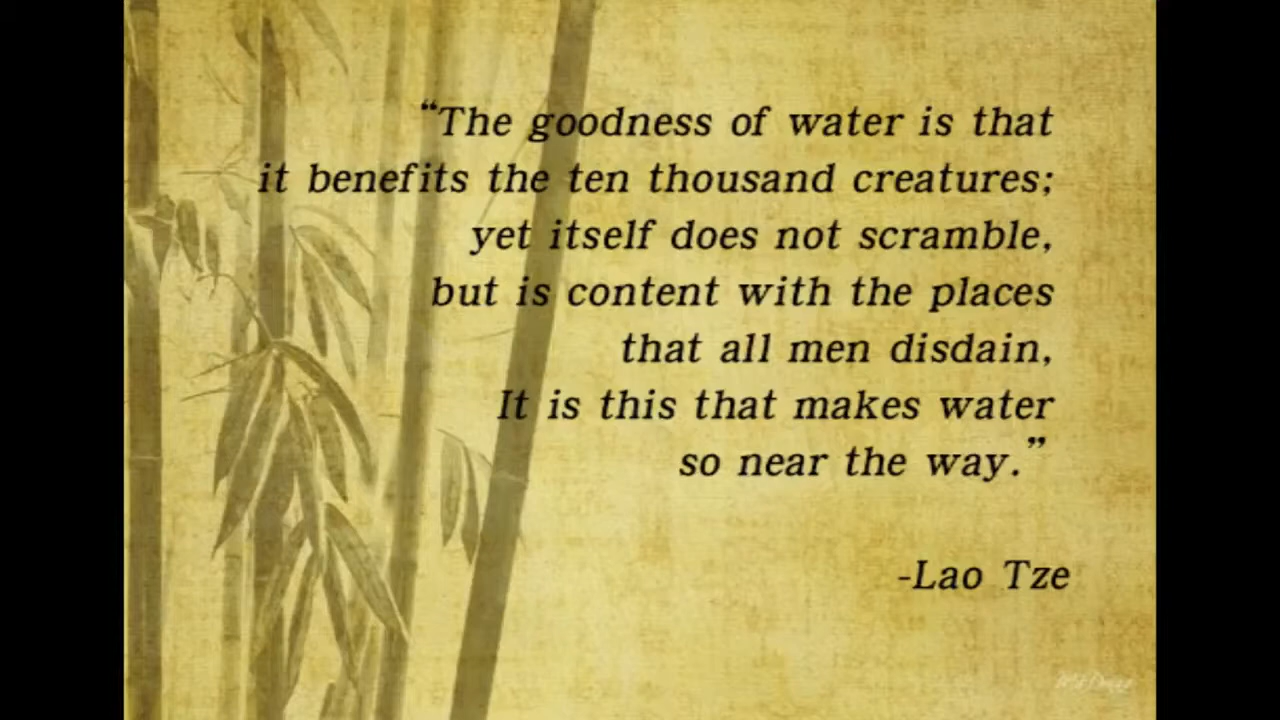 “The goodness of water is that
it benefits the ten thousand creatures;
yet itself does not scramble,
but is content with the places
that all men disdain,
It is this that makes water
so near the way.”
-Lao Tze